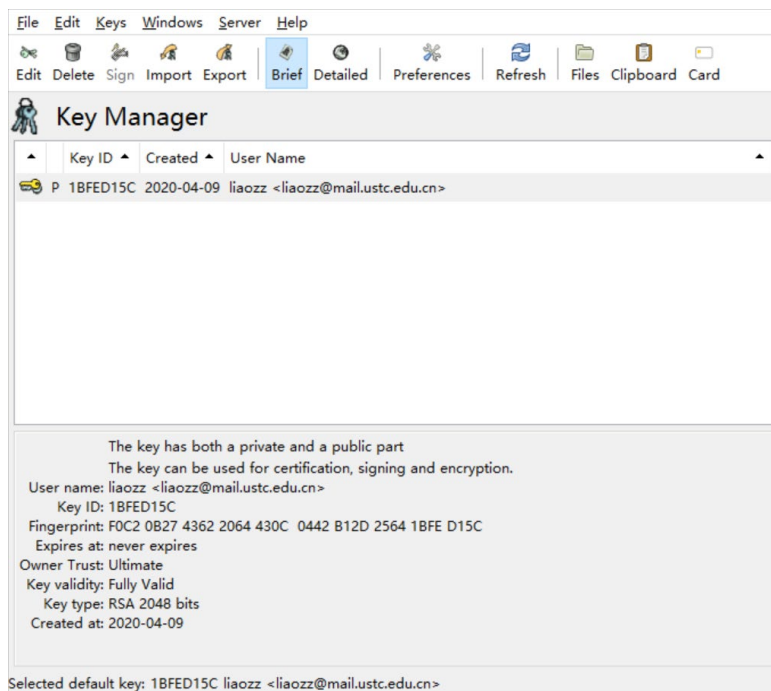 File Edit Keys Windows Server Help
Edit Delete Sign Import Export Brief Detailed Preferences Refresh Files Clipboard Card
Key Manager
Key ID Created User Name
P 1BFED15C 2020-04-09 liaozz <liaozz@mail.ustc.edu.cn>
The key has both a private and a public part
The key can be used for certification, signing and encryption.
User name: liaozz <liaozz@mail.ustc.edu.cn>
Key ID: 1BFED15C
Fingerprint: F0C2 0B27 4362 2064 430C  0442 B12D 2564 1BFE D15C
Expires at: never expires
Owner Trust: Ultimate
Key validity: Fully Valid
Key type: RSA 2048 bits
Created at: 2020-04-09
Selected default key: 1BFED15C liaozz <liaozz@mail.ustc.edu.cn>